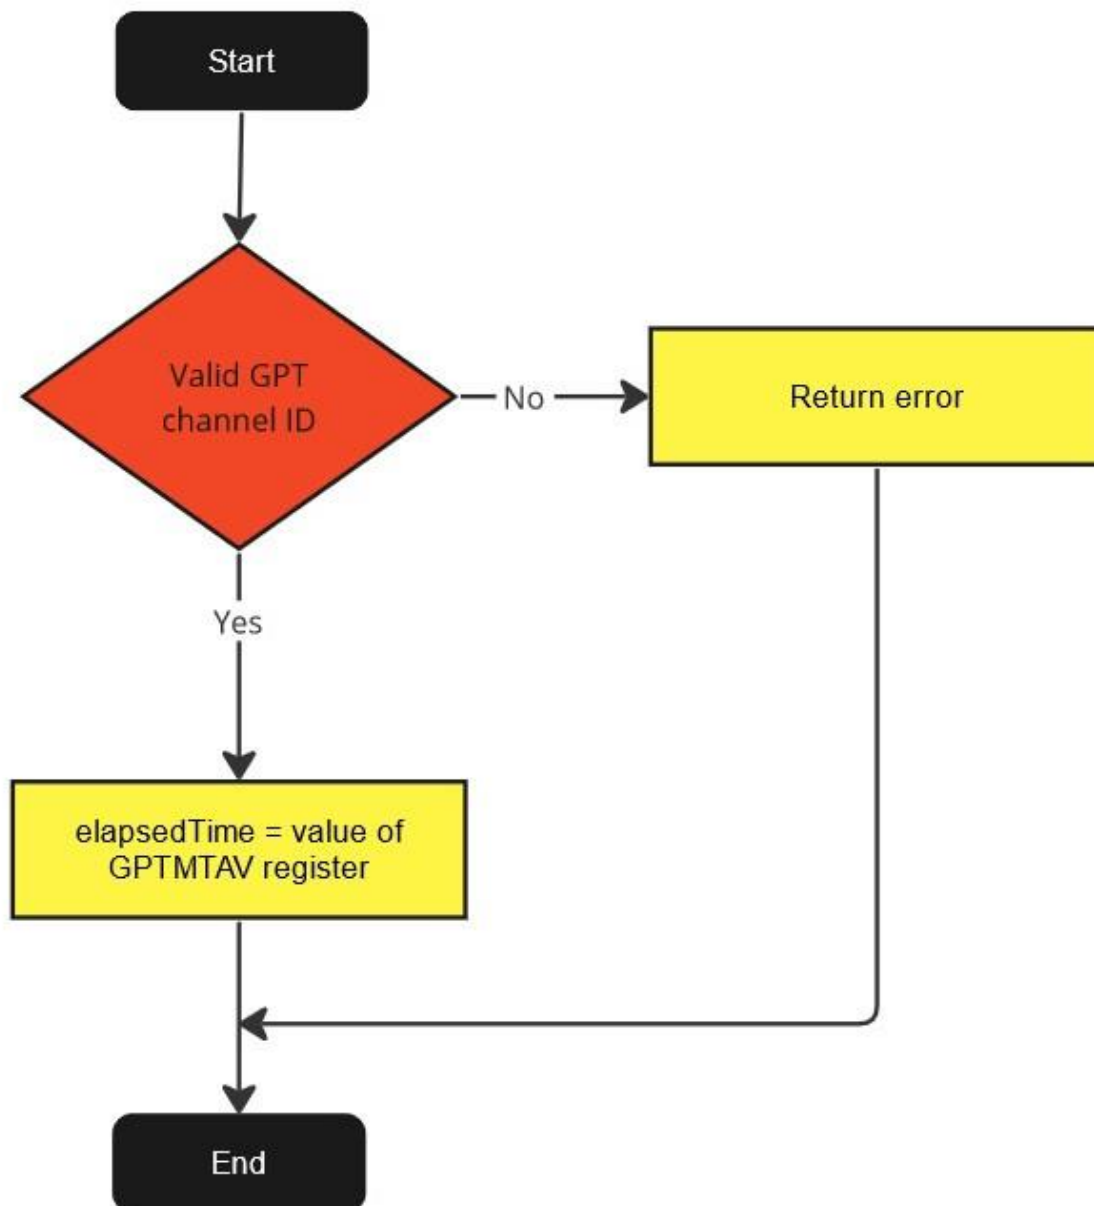 Start
Valid GPT
channel ID
No
Return error
Yes
elapsedTime = value of
GPTMTAV register
End